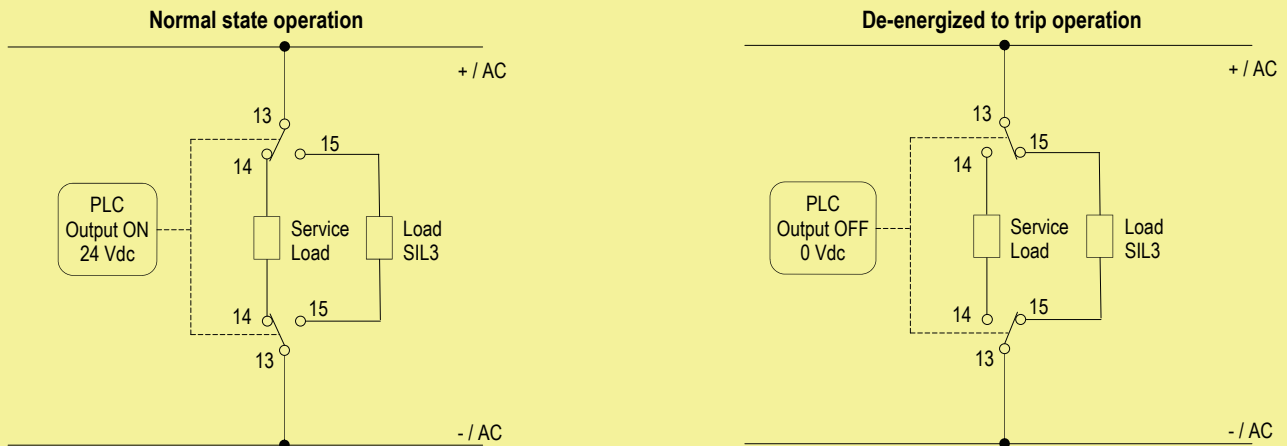 Normal state operation
+ / AC
13
15
14
PLC
Output ON
24 Vdc
Service
Load
Load
SIL3
14
15
13
- / AC
De-energized to trip operation
+ / AC
13
15
14
PLC
Output OFF
0 Vdc
Service
Load
Load
SIL3
15
14
13
- / AC